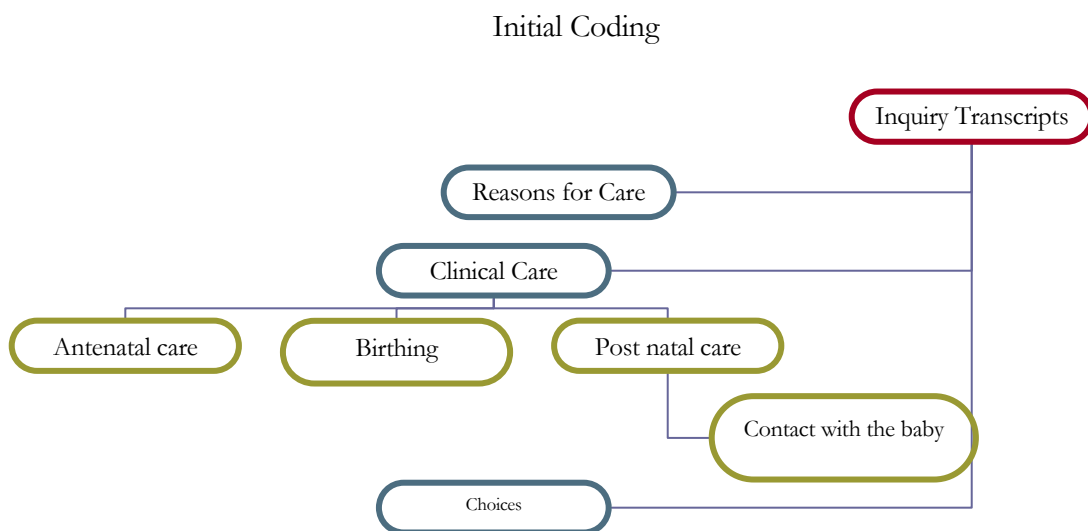 Initial Coding
Inquiry Transcripts
Reasons for Care
Clinical Care
Antenatal care
Birthing
Post natal care
Contact with the baby
Choices